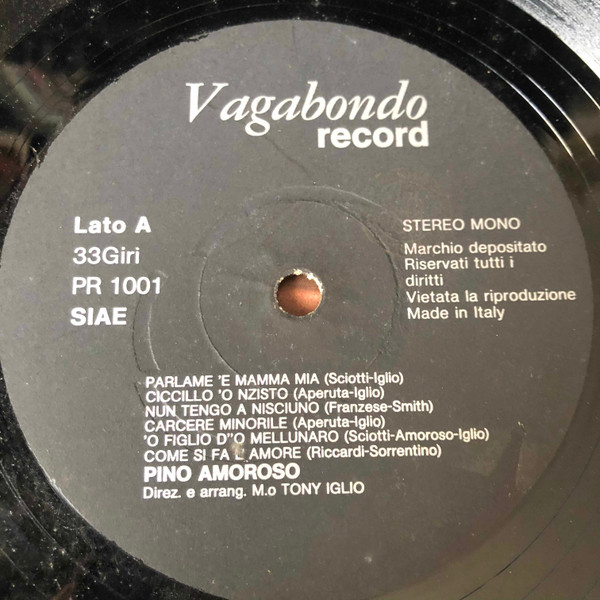 Vagabondo
record
Lato A
33Giri
PR 1001
SIAE
STEREO MONO
Marchio depositato
Riservati tutti i
diritti
Vietata la riproduzione
Made in Italy
PARLAME 'E MAMMA MIA (Sciotti-Iglio)
CICCILLO 'O NZISTO (Aperuta-Iglio)
NUN TENGO A NISCIUNO (Franzese-Smith)
CARCERE MINORILE (Aperuta-Iglio)
'O FIGLIO D''O MELLUNARO (Sciotti-Amoroso-Iglio)
COME SI FA L'AMORE (Riccardi-Sorrentino)
PINO AMOROSO
Direz. e arrang. M.o TONY IGLIO